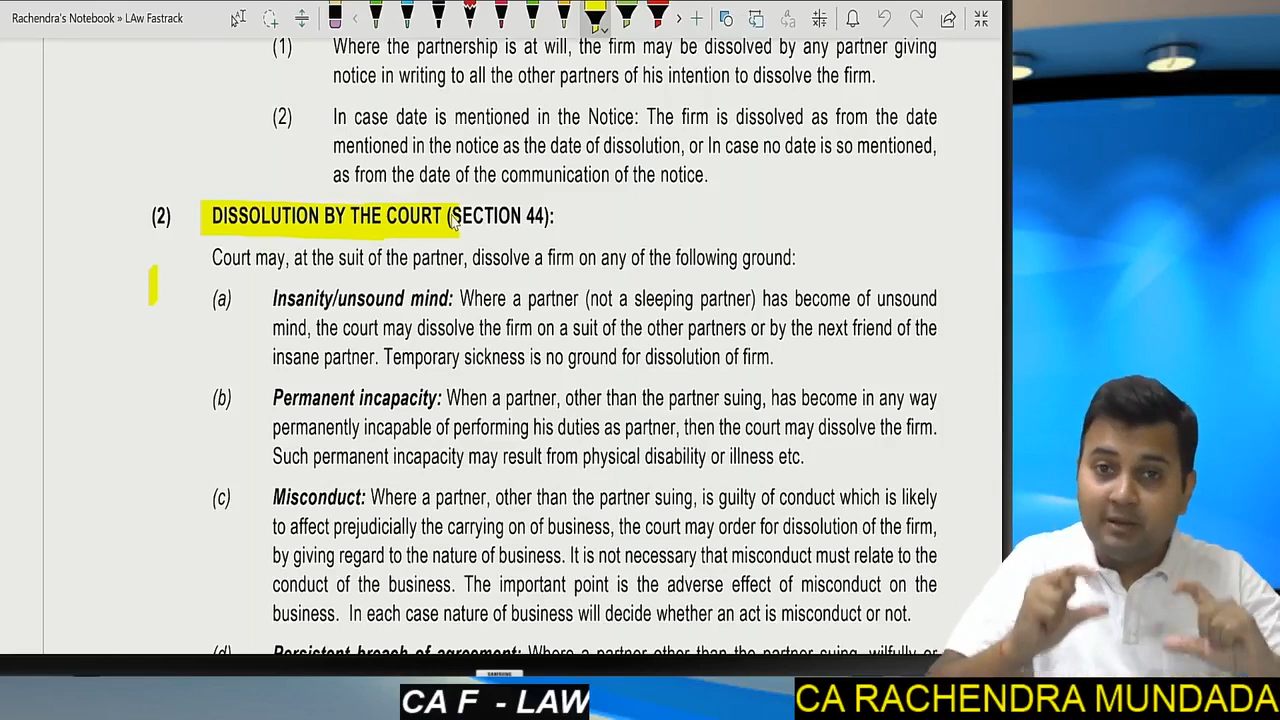 Rachendra's Notebook » LAw Fastrack
(1) Where the partnership is at will, the firm may be dissolved by any partner giving
notice in writing to all the other partners of his intention to dissolve the firm.
(2) In case date is mentioned in the Notice: The firm is dissolved as from the date
mentioned in the notice as the date of dissolution, or In case no date is so mentioned,
as from the date of the communication of the notice.
(2) DISSOLUTION BY THE COURT (SECTION 44):
Court may, at the suit of the partner, dissolve a firm on any of the following ground:
(a) Insanity/unsound mind: Where a partner (not a sleeping partner) has become of unsound
mind, the court may dissolve the firm on a suit of the other partners or by the next friend of the
insane partner. Temporary sickness is no ground for dissolution of firm.
(b) Permanent incapacity: When a partner, other than the partner suing, has become in any way
permanently incapable of performing his duties as partner, then the court may dissolve the firm.
Such permanent incapacity may result from physical disability or illness etc.
(c) Misconduct: Where a partner, other than the partner suing, is guilty of conduct which is likely
to affect prejudicially the carrying on of business, the court may order for dissolution of the firm,
by giving regard to the nature of business. It is not necessary that misconduct must relate to the
conduct of the business. The important point is the adverse effect of misconduct on the
business. In each case nature of business will decide whether an act is misconduct or not.
(d) Persistent breach of agreement: Where a partner other than the partner suing, wilfully or
SAMSUNG
CA F - LAW
CA RACHENDRA MUNDADA